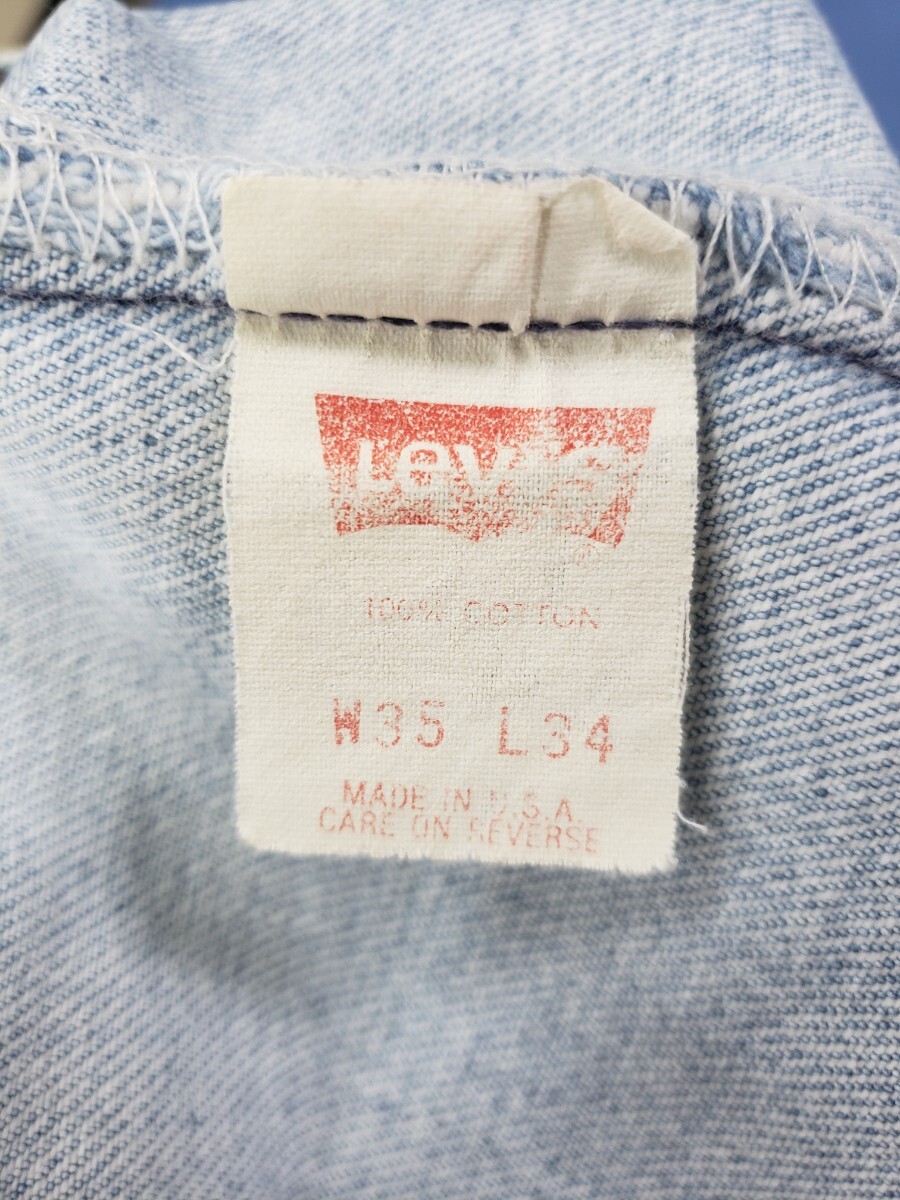 Levi's
100% COTTON
W35 L34
MADE IN U.S.A.
CARE ON REVERSE